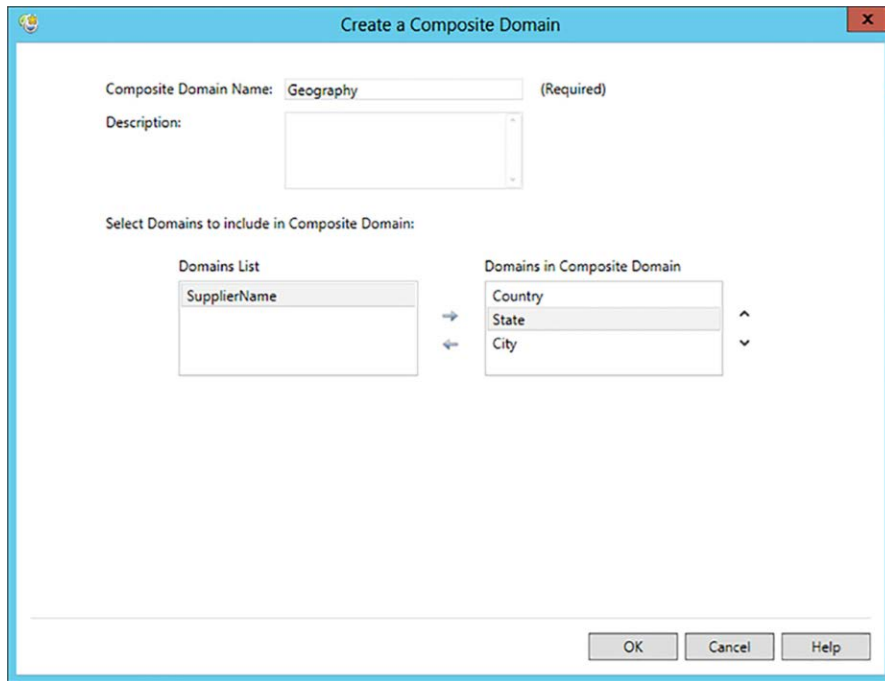 Create a Composite Domain
x
Composite Domain Name: Geography (Required)
Description:
Select Domains to include in Composite Domain:
Domains List Domains in Composite Domain
SupplierName Country
State
City
OK Cancel Help